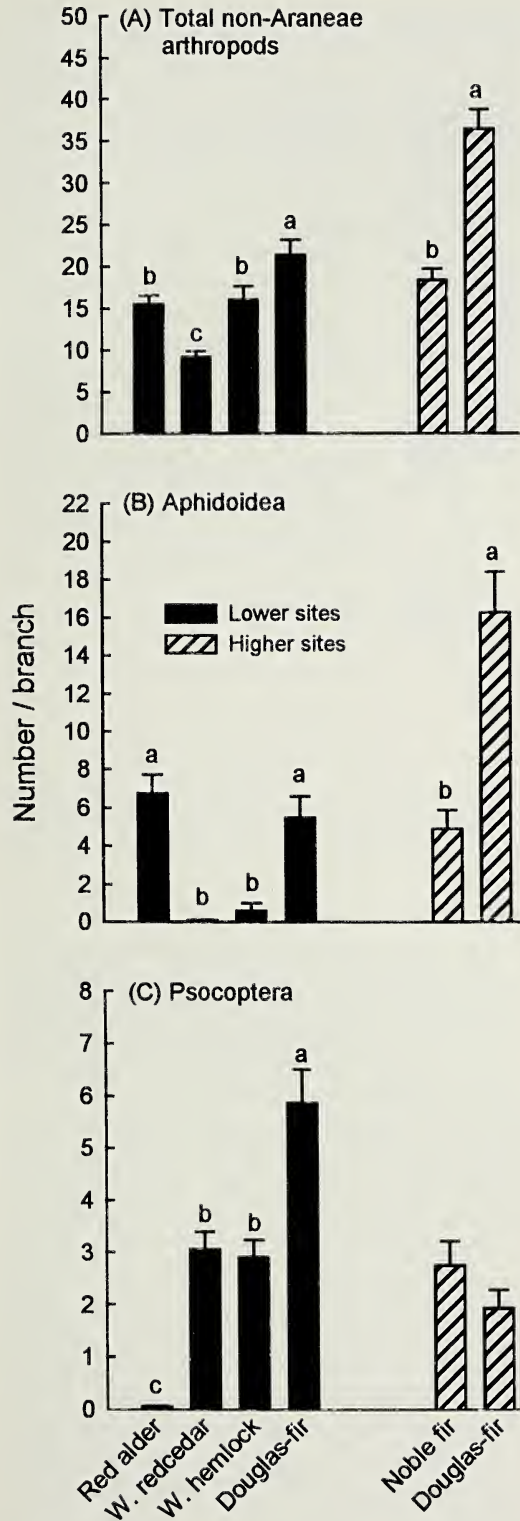 (A) Total non-Araneae
arthropods
50
45
40
35
30
25
20
15
10
5
0
b
c
b
a
b
a
(B) Aphidoidea
22
20
18
16
14
12
10
8
6
4
2
0
Lower sites
Higher sites
a
b
b
a
b
a
Number / branch
(C) Psocoptera
8
7
6
5
4
3
2
1
0
c
b
b
a
Red alder
W. redcedar
W. hemlock
Douglas-fir
Noble fir
Douglas-fir